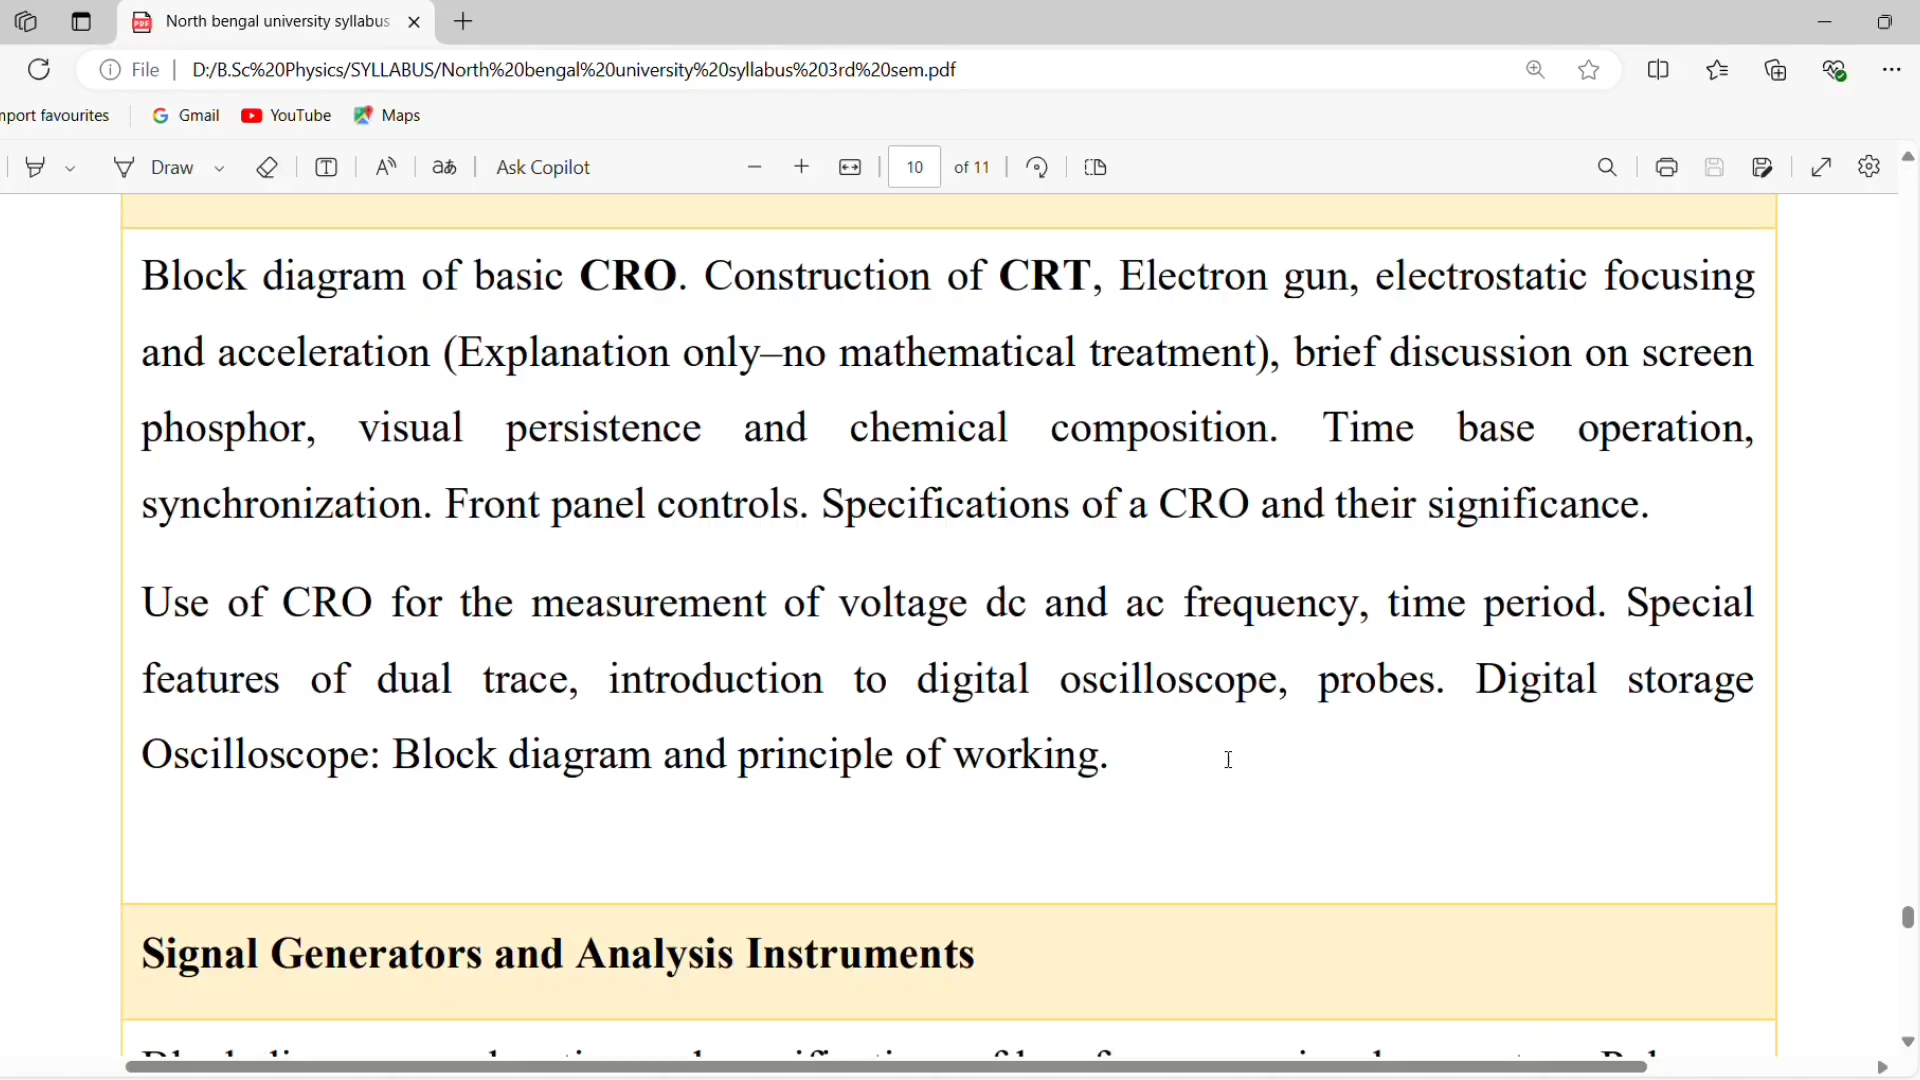 North bengal university syllabus
File D:/B.Sc%20Physics/SYLLABUS/North%20bengal%20university%20syllabus%203rd%20sem.pdf
mport favourites Gmail YouTube Maps
Draw aあ Ask Copilot 10 of 11
Block diagram of basic CRO. Construction of CRT, Electron gun, electrostatic focusing
and acceleration (Explanation only–no mathematical treatment), brief discussion on screen
phosphor, visual persistence and chemical composition. Time base operation,
synchronization. Front panel controls. Specifications of a CRO and their significance.
Use of CRO for the measurement of voltage dc and ac frequency, time period. Special
features of dual trace, introduction to digital oscilloscope, probes. Digital storage
Oscilloscope: Block diagram and principle of working.
Signal Generators and Analysis Instruments